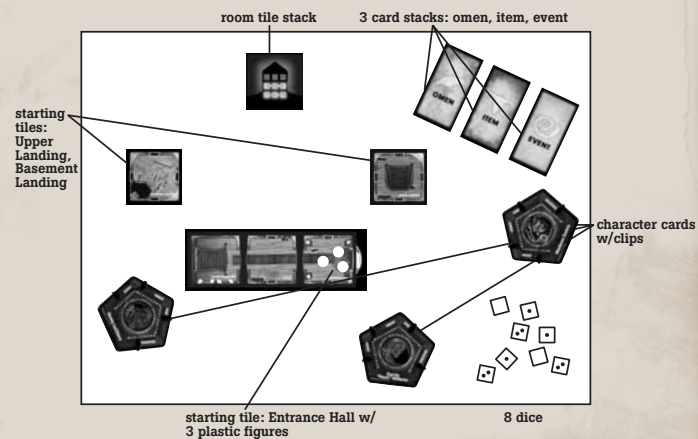 room tile stack
3 card stacks: omen, item, event
OMEN
ITEM
EVENT
starting
tiles:
Upper
Landing,
Basement
Landing
character cards
w/clips
starting tile: Entrance Hall w/
3 plastic figures
8 dice